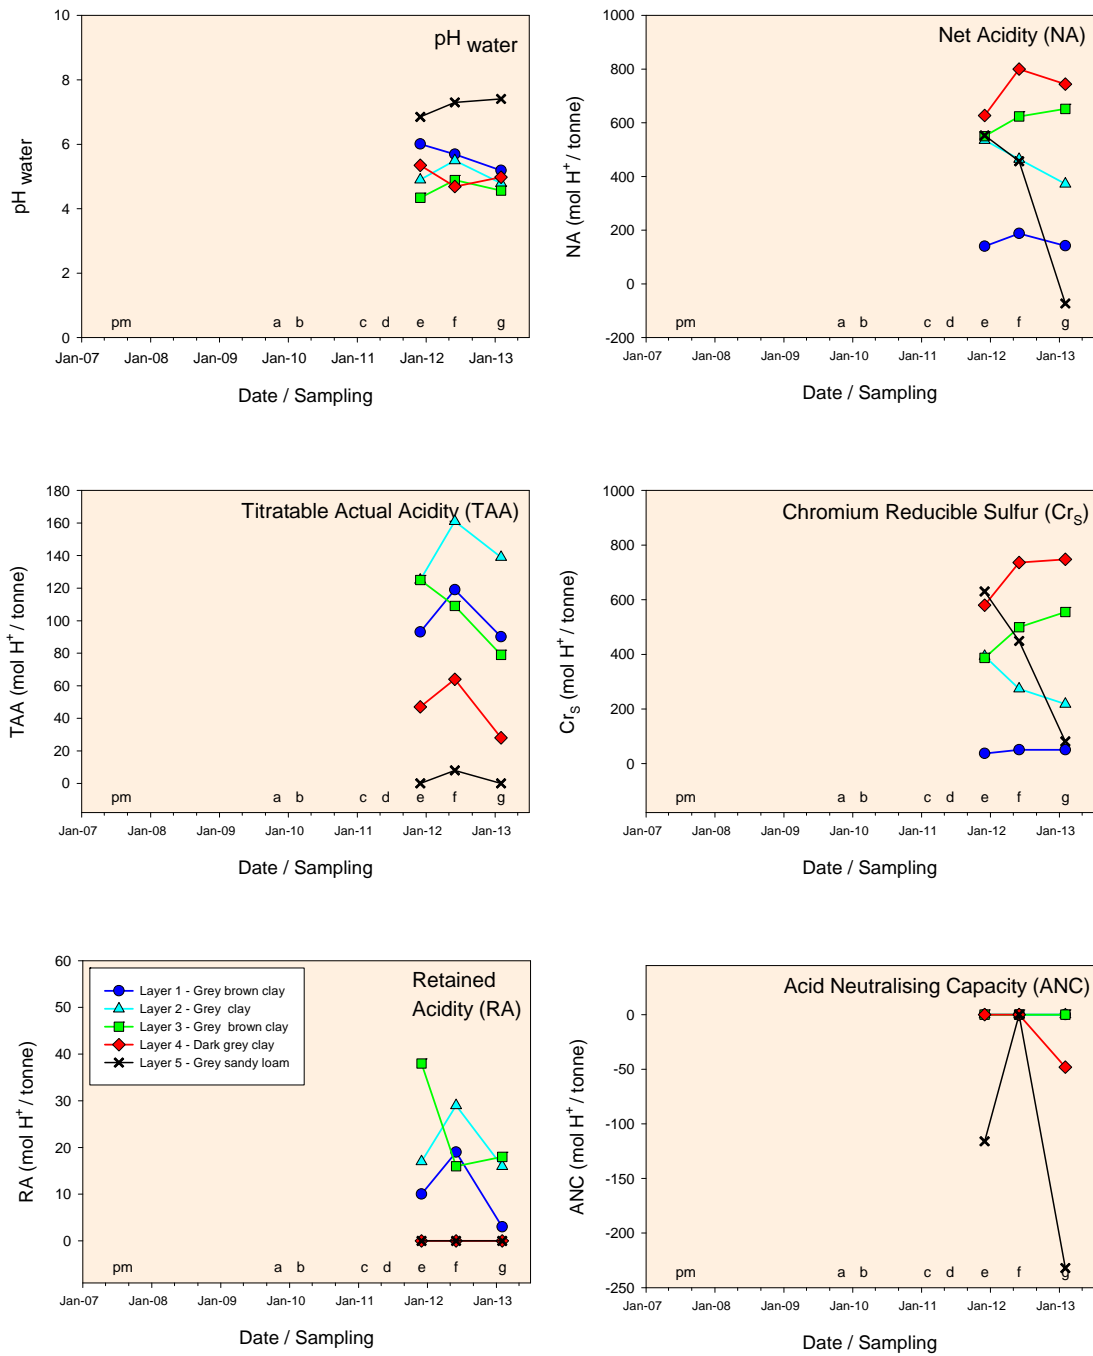 pH water
10
8
6
4
2
0
pH water
pm a b c d e f g
Jan-07 Jan-08 Jan-09 Jan-10 Jan-11 Jan-12 Jan-13
Date / Sampling
Net Acidity (NA)
1000
800
600
400
200
0
-200
NA (mol H+ / tonne)
pm a b c d e f g
Jan-07 Jan-08 Jan-09 Jan-10 Jan-11 Jan-12 Jan-13
Date / Sampling
Titratable Actual Acidity (TAA)
180
160
140
120
100
80
60
40
20
0
TAA (mol H+ / tonne)
pm a b c d e f g
Jan-07 Jan-08 Jan-09 Jan-10 Jan-11 Jan-12 Jan-13
Date / Sampling
Chromium Reducible Sulfur (CrS)
1000
800
600
400
200
0
CrS (mol H+ / tonne)
pm a b c d e f g
Jan-07 Jan-08 Jan-09 Jan-10 Jan-11 Jan-12 Jan-13
Date / Sampling
Retained
Acidity (RA)
Layer 1 - Grey brown clay
Layer 2 - Grey clay
Layer 3 - Grey brown clay
Layer 4 - Dark grey clay
Layer 5 - Grey sandy loam
60
50
40
30
20
10
0
RA (mol H+ / tonne)
pm a b c d e f g
Jan-07 Jan-08 Jan-09 Jan-10 Jan-11 Jan-12 Jan-13
Date / Sampling
Acid Neutralising Capacity (ANC)
0
-50
-100
-150
-200
-250
ANC (mol H+ / tonne)
pm a b c d e f g
Jan-07 Jan-08 Jan-09 Jan-10 Jan-11 Jan-12 Jan-13
Date / Sampling